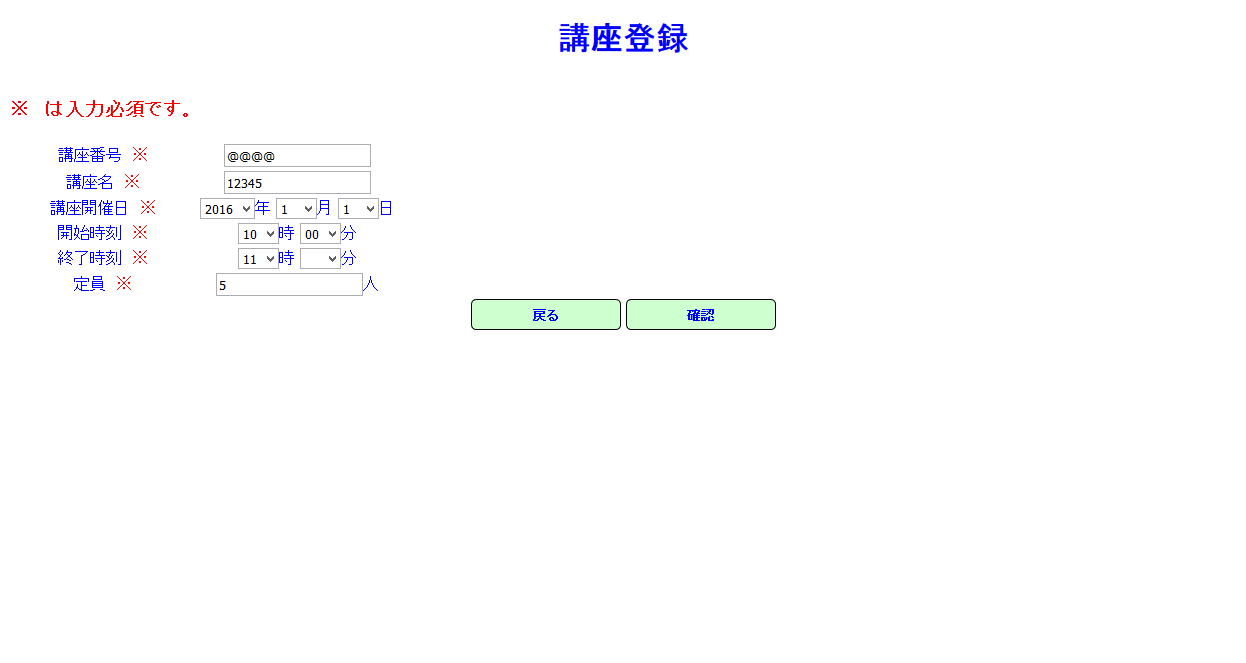 講座登録
※ は入力必須です。
講座番号 ※ @@@@
講座名 ※ 12345
講座開催日 ※ 2016 年 1 月 1 日
開始時刻 ※ 10 時 00 分
終了時刻 ※ 11 時 分
定員 ※ 5 人
戻る 確認